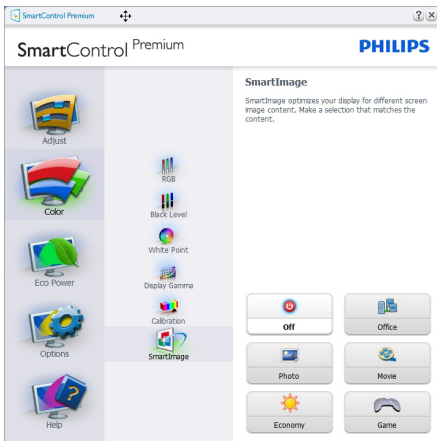 SmartControl Premium
SmartControl Premium
PHILIPS
Adjust
Color
Eco Power
Options
Help
RGB
Black Level
White Point
Display Gamma
Calibration
SmartImage
SmartImage
SmartImage optimizes your display for different screen
image content. Make a selection that matches the
content.
Off
Office
Photo
Movie
Economy
Game